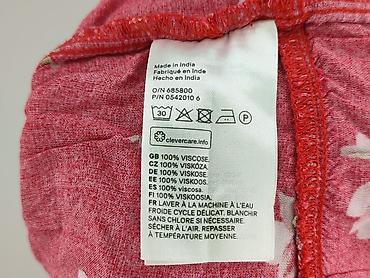 Made in India
Fabriqué en Inde
Hecho en India
O/N 685800
P/N 0542010 6
30
P
clevercare.info
GB 100% VISCOSE,
CZ 100% VISKÓZA,
DE 100% VISKOSE,
EE 100% VISKOOS,
ES 100% viscosa,
FI 100% VISKOOSIA,
FR LAVER À LA MACHINE À L'EAU
FROIDE CYCLE DÉLICAT. BLANCHIR
SANS CHLORE SI NÉCESSAIRE.
SÉCHER À L'AIR. REPASSER
À TEMPÉRATURE MOYENNE.